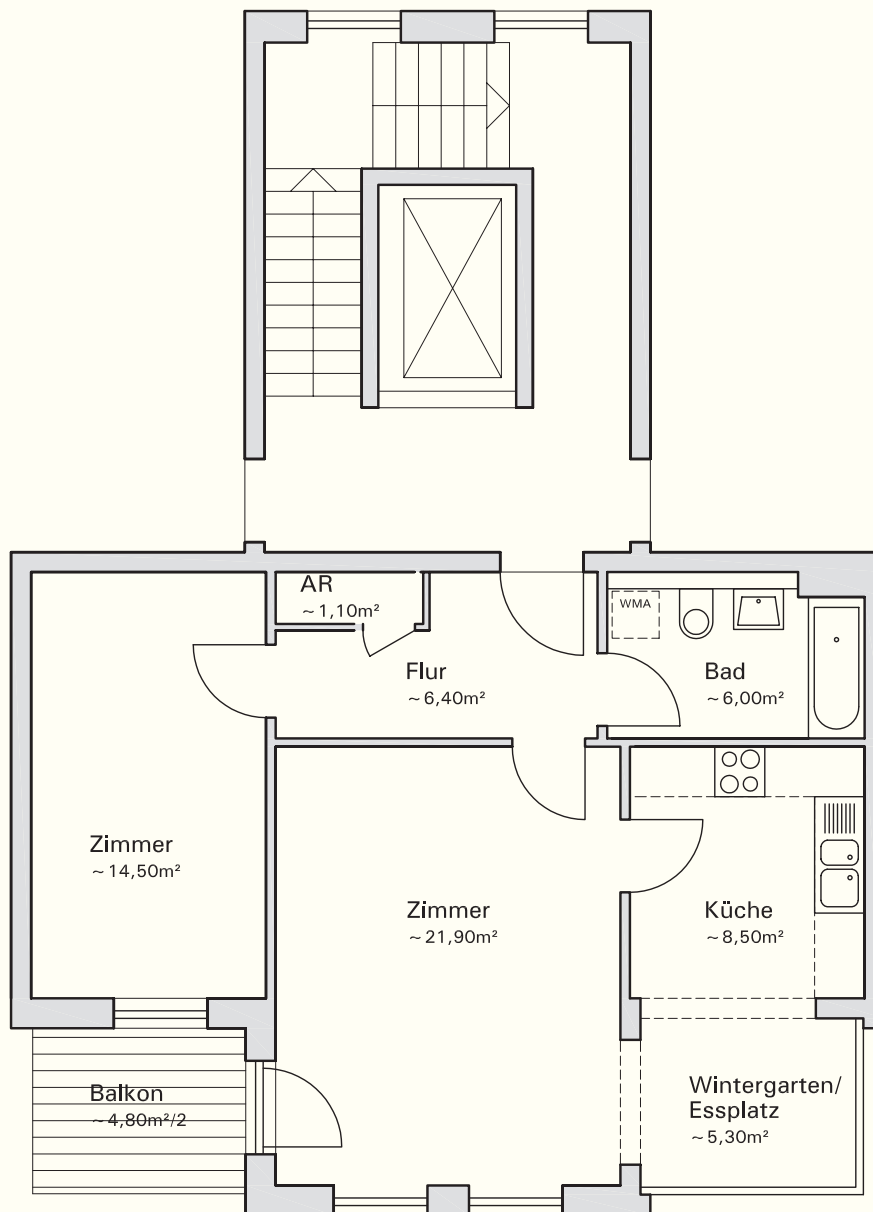 AR
~ 1,10m²
WMA
Flur
~ 6,40m²
Bad
~ 6,00m²
Zimmer
~ 14,50m²
Zimmer
~ 21,90m²
Küche
~ 8,50m²
Balkon
~ 4,80m²/2
Wintergarten/
Essplatz
~ 5,30m²